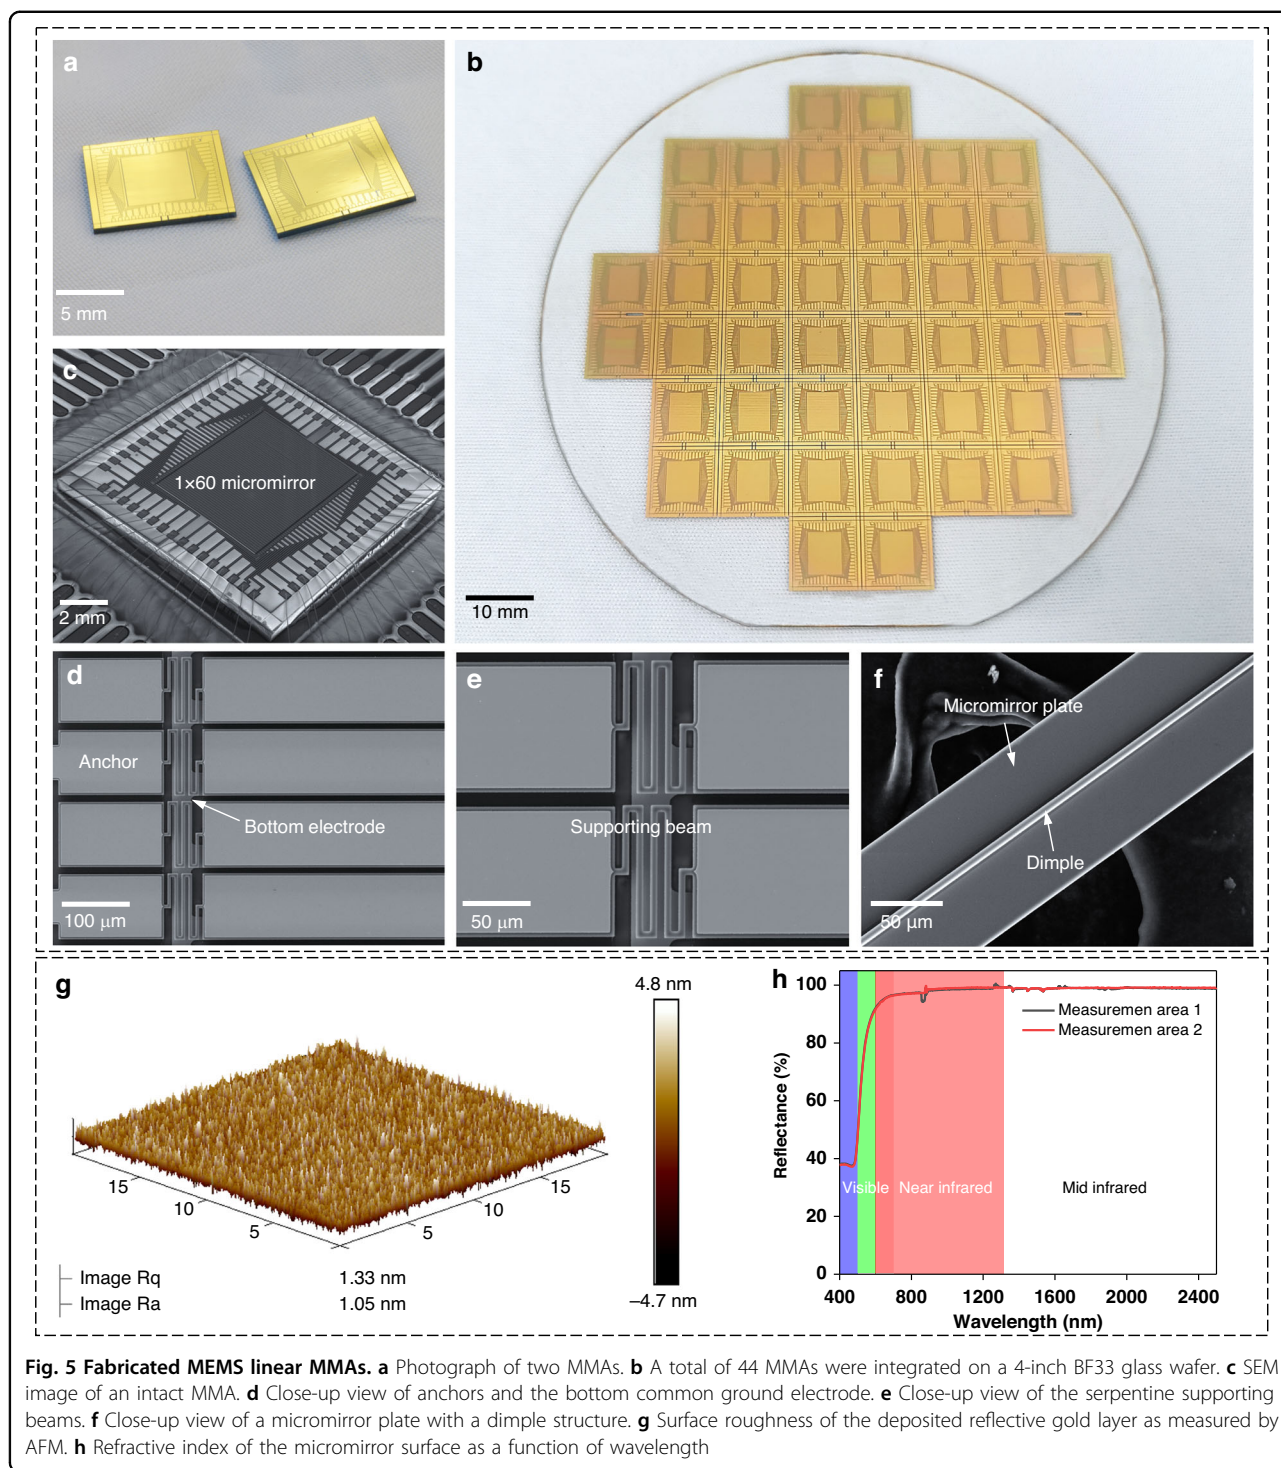 a
5 mm
b
10 mm
c
1×60 micromirror
2 mm
d
Anchor
Bottom electrode
100 μm
e
Supporting beam
50 μm
f
Micromirror plate
Dimple
50 μm
g
4.8 nm
–4.7 nm
15
10
5
5
10
15
Image Rq 1.33 nm
Image Ra 1.05 nm
h
100
80
60
40
20
0
Reflectance (%)
Measuremen area 1
Measuremen area 2
Visible
Near infrared
Mid infrared
400 800 1200 1600 2000 2400
Wavelength (nm)
Fig. 5 Fabricated MEMS linear MMAs. a Photograph of two MMAs. b A total of 44 MMAs were integrated on a 4-inch BF33 glass wafer. c SEM
image of an intact MMA. d Close-up view of anchors and the bottom common ground electrode. e Close-up view of the serpentine supporting
beams. f Close-up view of a micromirror plate with a dimple structure. g Surface roughness of the deposited reflective gold layer as measured by
AFM. h Refractive index of the micromirror surface as a function of wavelength